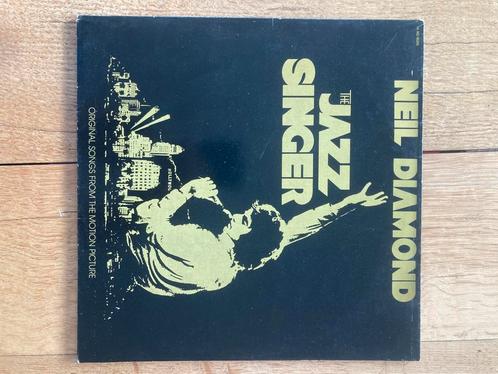 NEIL DIAMOND
THE
JAZZ
SINGER
ORIGINAL SONGS FROM THE MOTION PICTURE